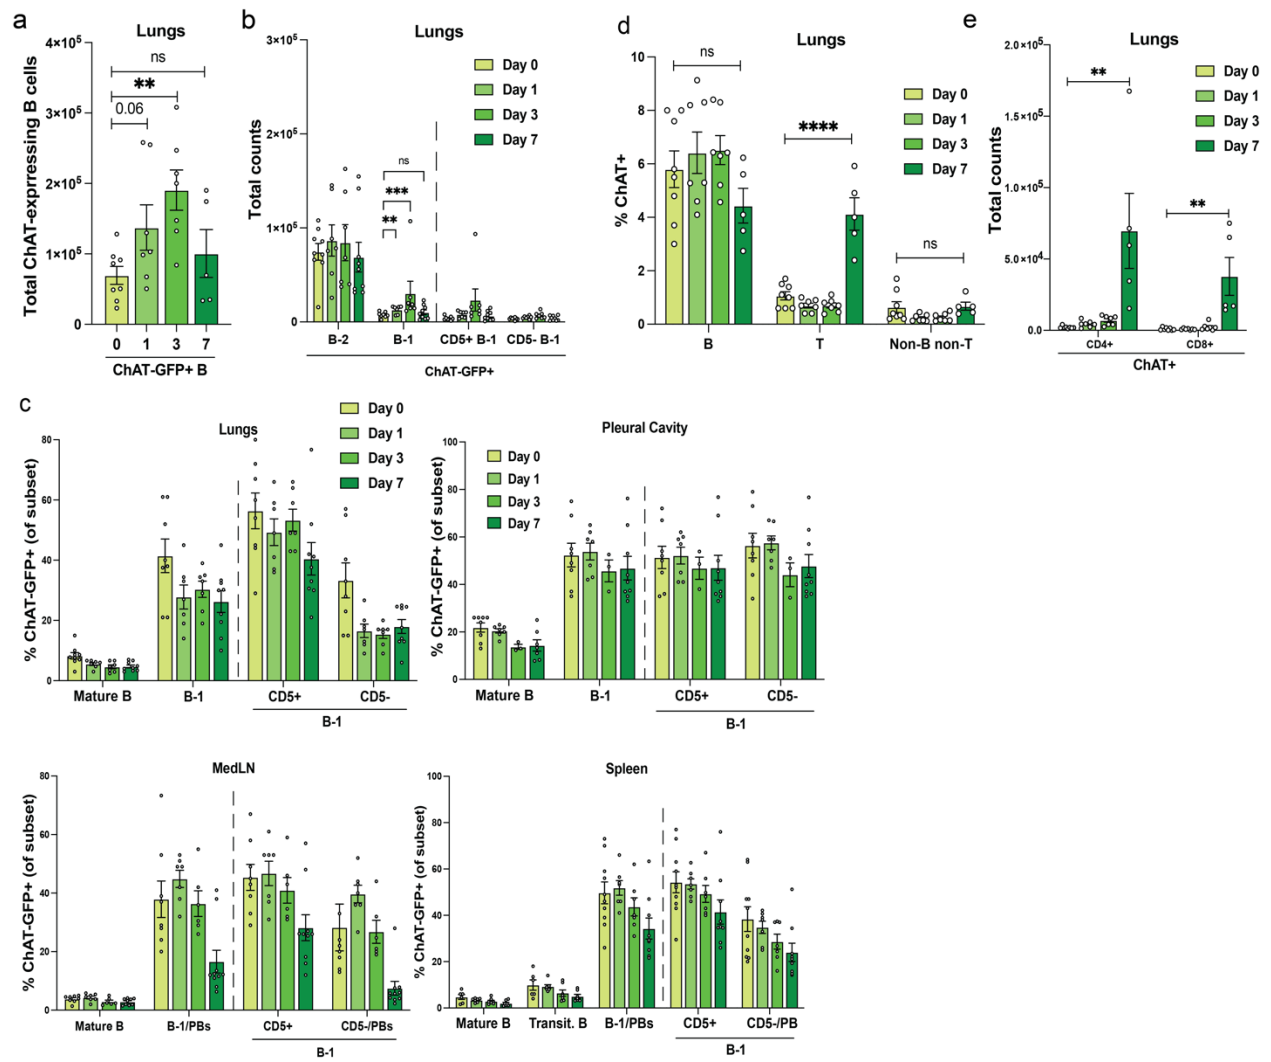 a
Lungs
Total ChAT-exprressing B cells
4×10⁵
3×10⁵
2×10⁵
1×10⁵
0
ns
**
0.06
0 1 3 7
ChAT-GFP+ B
b
Lungs
Total counts
3×10⁵
2×10⁵
1×10⁵
0
Day 0
Day 1
Day 3
Day 7
ns
***
**
B-2 B-1 CD5+ B-1 CD5- B-1
ChAT-GFP+
d
Lungs
% ChAT+
10
8
6
4
2
0
ns
****
ns
Day 0
Day 1
Day 3
Day 7
B T Non-B non-T
e
Lungs
Total counts
2.0×10⁵
1.5×10⁵
1.0×10⁵
5.0×10⁴
0.0
**
**
Day 0
Day 1
Day 3
Day 7
CD4+ CD8+
ChAT+
c
Lungs
% ChAT-GFP+ (of subset)
80
60
40
20
0
Day 0
Day 1
Day 3
Day 7
Mature B B-1 CD5+ CD5-
B-1
Pleural Cavity
% ChAT-GFP+ (of subset)
100
80
60
40
20
0
Day 0
Day 1
Day 3
Day 7
Mature B B-1 CD5+ CD5-
B-1
MedLN
% ChAT-GFP+ (of subset)
80
60
40
20
0
Mature B B-1/PBs CD5+ CD5-/PBs
B-1
Spleen
% ChAT-GFP+ (of subset)
100
80
60
40
20
0
Mature B Transit. B B-1/PBs CD5+ CD5-/PB
B-1